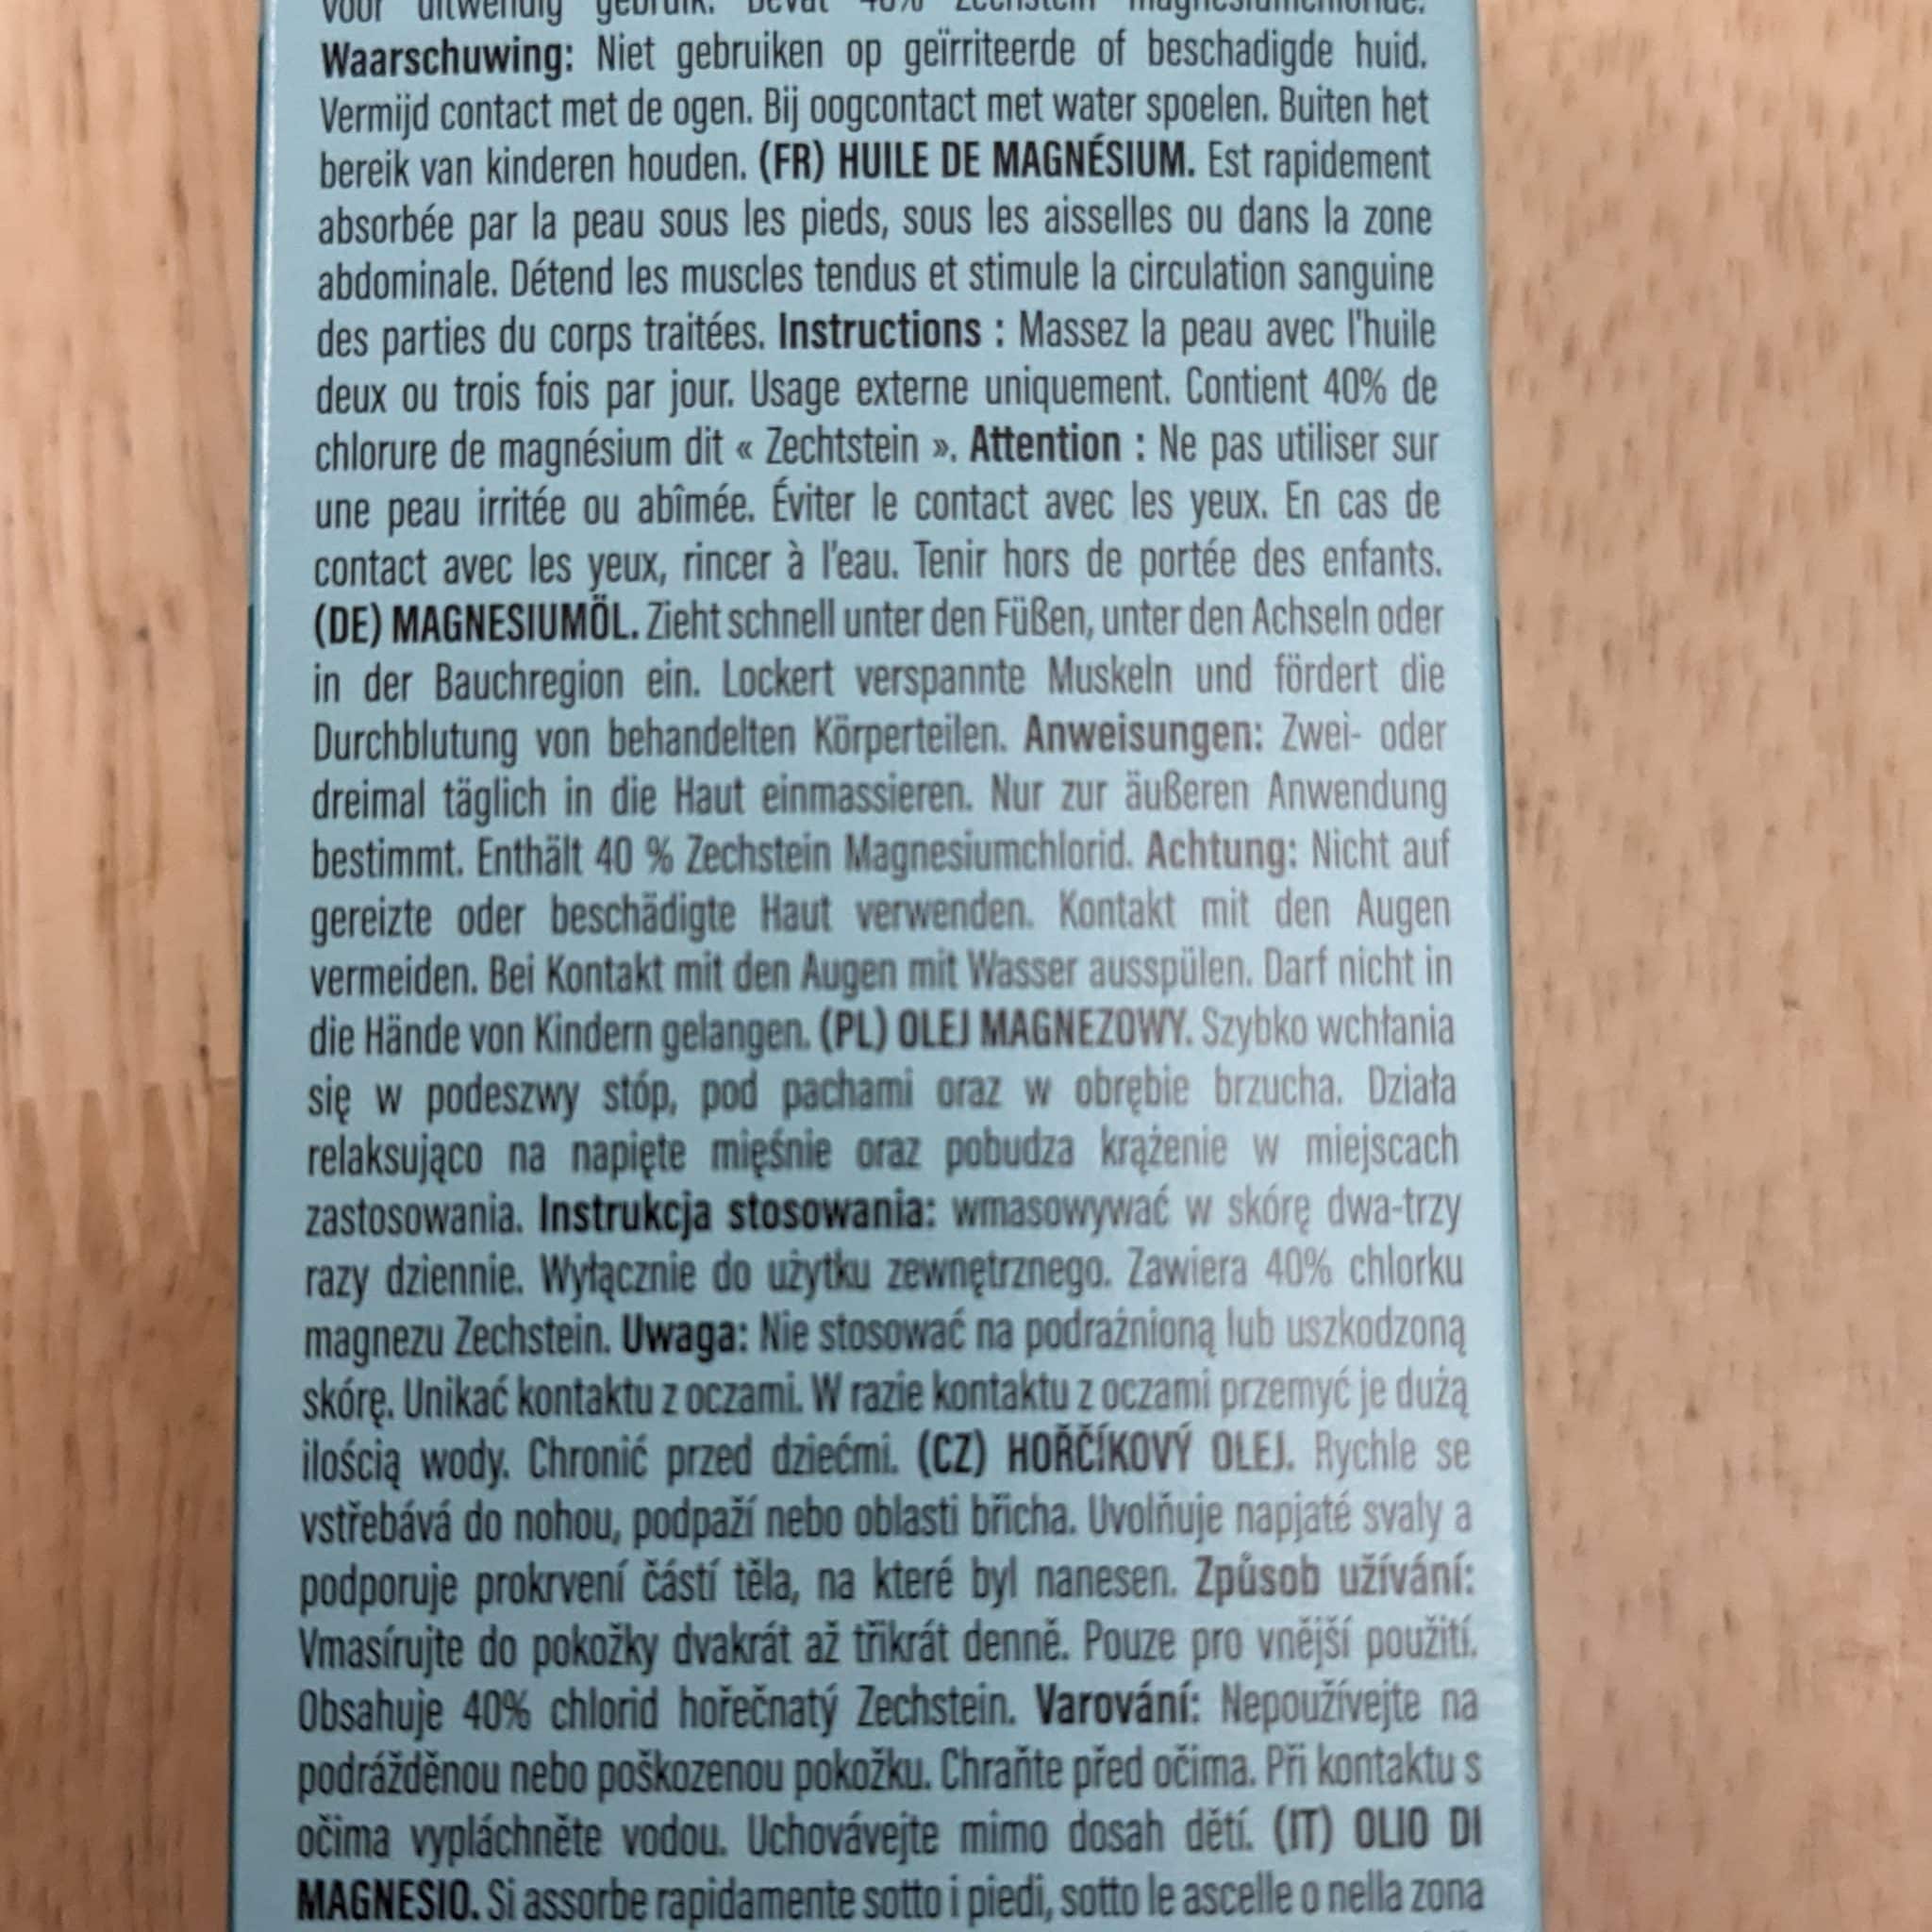 voor uitwendig gebruik. Bevat 40% Zechstein magnesiumchloride.
Waarschuwing: Niet gebruiken op geïrriteerde of beschadigde huid.
Vermijd contact met de ogen. Bij oogcontact met water spoelen. Buiten het
bereik van kinderen houden. (FR) HUILE DE MAGNÉSIUM. Est rapidement
absorbée par la peau sous les pieds, sous les aisselles ou dans la zone
abdominale. Détend les muscles tendus et stimule la circulation sanguine
des parties du corps traitées. Instructions : Massez la peau avec l'huile
deux ou trois fois par jour. Usage externe uniquement. Contient 40% de
chlorure de magnésium dit « Zechtstein ». Attention : Ne pas utiliser sur
une peau irritée ou abîmée. Éviter le contact avec les yeux. En cas de
contact avec les yeux, rincer à l'eau. Tenir hors de portée des enfants.
(DE) MAGNESIUMÖL. Zieht schnell unter den Füßen, unter den Achseln oder
in der Bauchregion ein. Lockert verspannte Muskeln und fördert die
Durchblutung von behandelten Körperteilen. Anweisungen: Zwei- oder
dreimal täglich in die Haut einmassieren. Nur zur äußeren Anwendung
bestimmt. Enthält 40 % Zechstein Magnesiumchlorid. Achtung: Nicht auf
gereizte oder beschädigte Haut verwenden. Kontakt mit den Augen
vermeiden. Bei Kontakt mit den Augen mit Wasser ausspülen. Darf nicht in
die Hände von Kindern gelangen. (PL) OLEJ MAGNEZOWY. Szybko wchłania
się w podeszwy stóp, pod pachami oraz w obrębie brzucha. Działa
relaksująco na napięte mięśnie oraz pobudza krążenie w miejscach
zastosowania. Instrukcja stosowania: wmasowywać w skórę dwa-trzy
razy dziennie. Wyłącznie do użytku zewnętrznego. Zawiera 40% chlorku
magnezu Zechstein. Uwaga: Nie stosować na podrażnioną lub uszkodzoną
skórę. Unikać kontaktu z oczami. W razie kontaktu z oczami przemyć je dużą
ilością wody. Chronić przed dziećmi. (CZ) HOŘČÍKOVÝ OLEJ. Rychle se
vstřebává do nohou, podpaží nebo oblasti břicha. Uvolňuje napjaté svaly a
podporuje prokrvení částí těla, na které byl nanesen. Způsob užívání:
Vmasírujte do pokožky dvakrát až třikrát denně. Pouze pro vnější použití.
Obsahuje 40% chlorid hořečnatý Zechstein. Varování: Nepoužívejte na
podrážděnou nebo poškozenou pokožku. Chraňte před očima. Při kontaktu s
očima vypláchněte vodou. Uchovávejte mimo dosah dětí. (IT) OLIO DI
MAGNESIO. Si assorbe rapidamente sotto i piedi, sotto le ascelle o nella zona